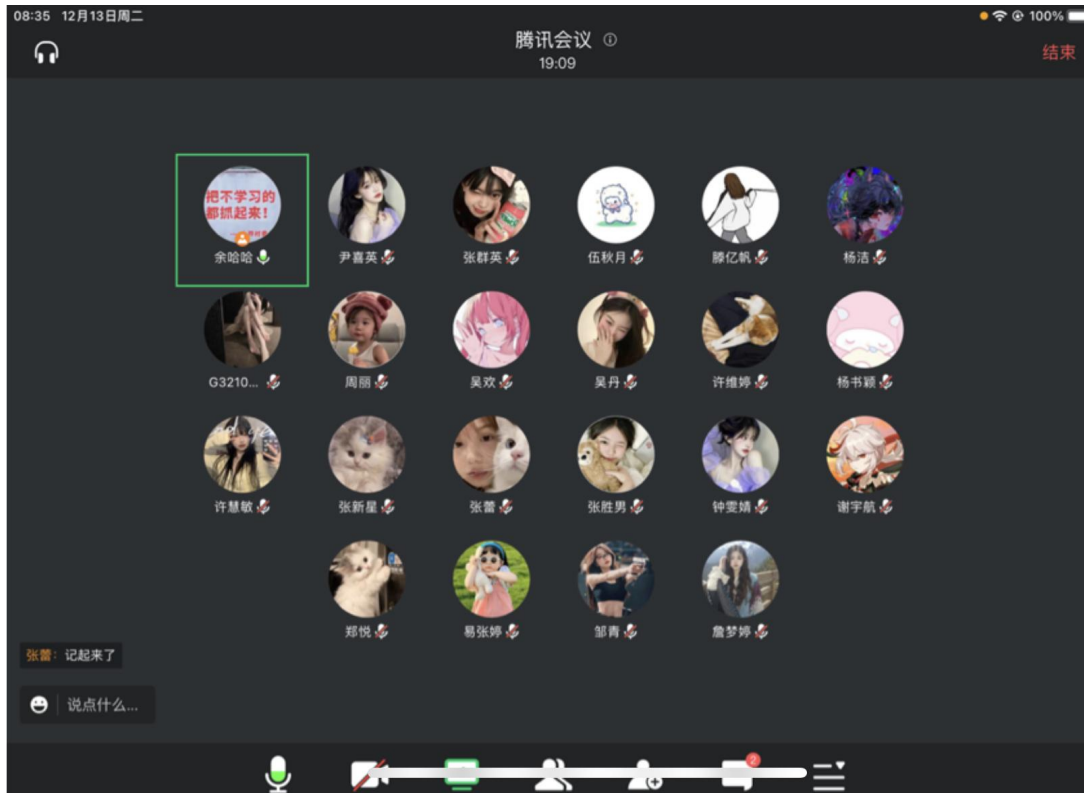 08:35 12月13日周二
100%
腾讯会议
19:09
结束
把不学习的
都抓起来!
余哈哈
尹喜英
张群英
伍秋月
滕亿帆
杨洁
G3210...
周丽
吴欢
吴丹
许维婷
杨书颖
许慧敏
张新星
张蕾
张胜男
钟雯婧
谢宇航
郑悦
易张婷
邹青
詹梦婷
张蕾：记起来了
说点什么...
2